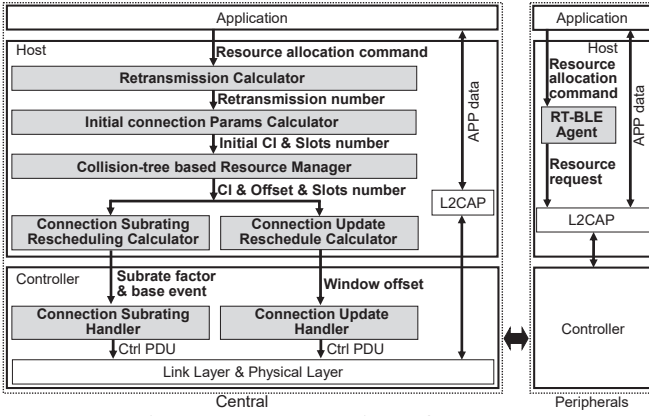 Application
Host
Resource allocation command
Retransmission Calculator
Retransmission number
Initial connection Params Calculator
Initial CI & Slots number
Collision-tree based Resource Manager
CI & Offset & Slots number
Connection Subrating
Rescheduling Calculator
Connection Update
Reschedule Calculator
APP data
L2CAP
Controller
Subrate factor
& base event
Window offset
Connection Subrating
Handler
Connection Update
Handler
Ctrl PDU
Ctrl PDU
Link Layer & Physical Layer
Central
Application
Host
Resource
allocation
command
RT-BLE
Agent
Resource
request
APP data
L2CAP
Controller
Peripherals